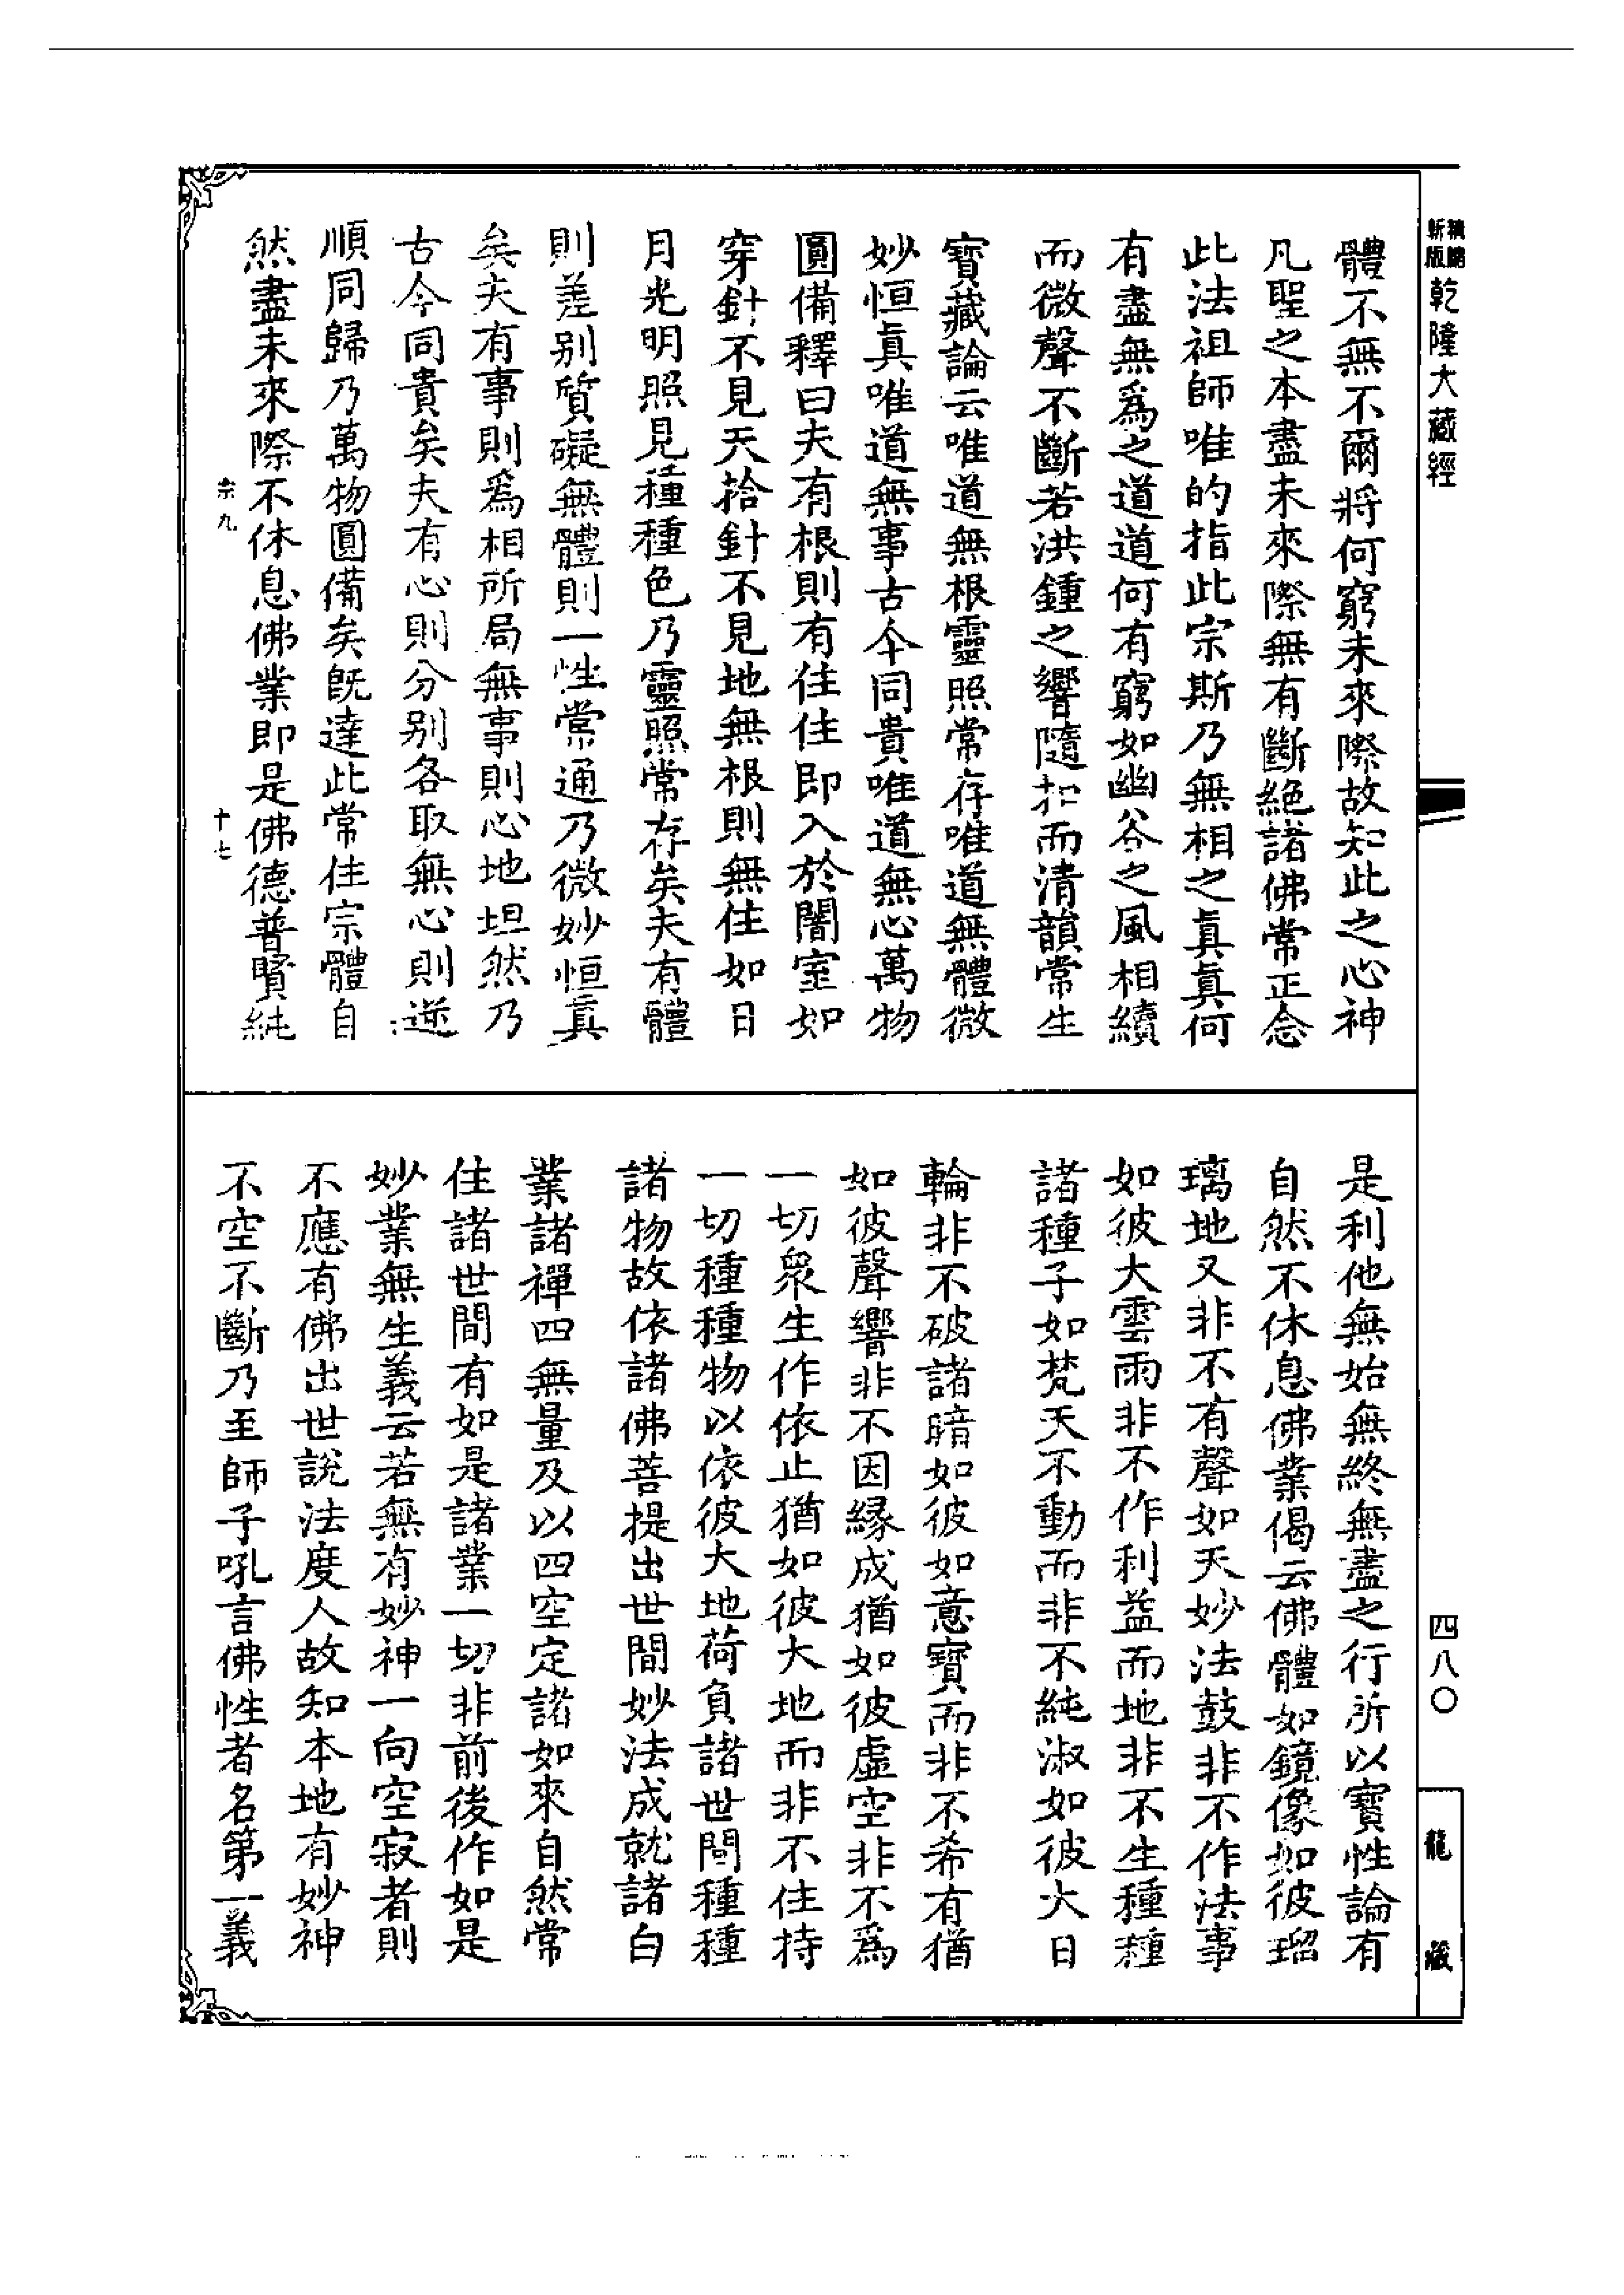 新版
精縮
乾隆大藏經
體不無不爾將何窮未來際故知此之心神
凡聖之本盡未來際無有斷絕諸佛常正念
此法祖師唯的指此宗斯乃無相之真真何
有盡無為之道道何有窮如幽谷之風相續
而微聲不斷若洪鍾之響隨扣而清韻常生
寶藏論云唯道無根靈照常存唯道無體微
妙恒真唯道無事古今同貴唯道無心萬物
圓備釋曰夫有根則有住住即入於闇室如
穿針不見天拾針不見地無根則無住如日
月光明照見種種色乃靈照常存矣夫有體
則差別質礙無體則一性常通乃微妙恒真
矣夫有事則為相所局無事則心地坦然乃
古今同貴矣夫有心則分別各取無心則逆
順同歸乃萬物圓備矣既達此常住宗體自
然盡未來際不休息佛業即是佛德普賢純
宗九
十七
是利他無始無終無盡之行所以寶性論有
自然不休息佛業偈云佛體如鏡像如彼瑠
璃地又非不有聲如天妙法鼓非不作法事
如彼大雲雨非不作利益而地非不生種種
諸種子如梵天不動而非不純淑如彼大日
輪非不破諸暗如彼如意寶而非不希有猶
如彼聲響非不因緣成猶如彼虛空非不為
一切眾生作依止猶如彼大地而非不住持
一切種種物以依彼大地荷負諸世間種種
諸物故依諸佛菩提出世間妙法成就諸白
業諸禪四無量及以四空定諸如來自然常
住諸世間有如是諸業一切非前後作如是
妙業無生義云若無有妙神一向空寂者則
不應有佛出世說法度人故知本地有妙神
不空不斷乃至師子吼言佛性者名第一義
四八〇
龍藏